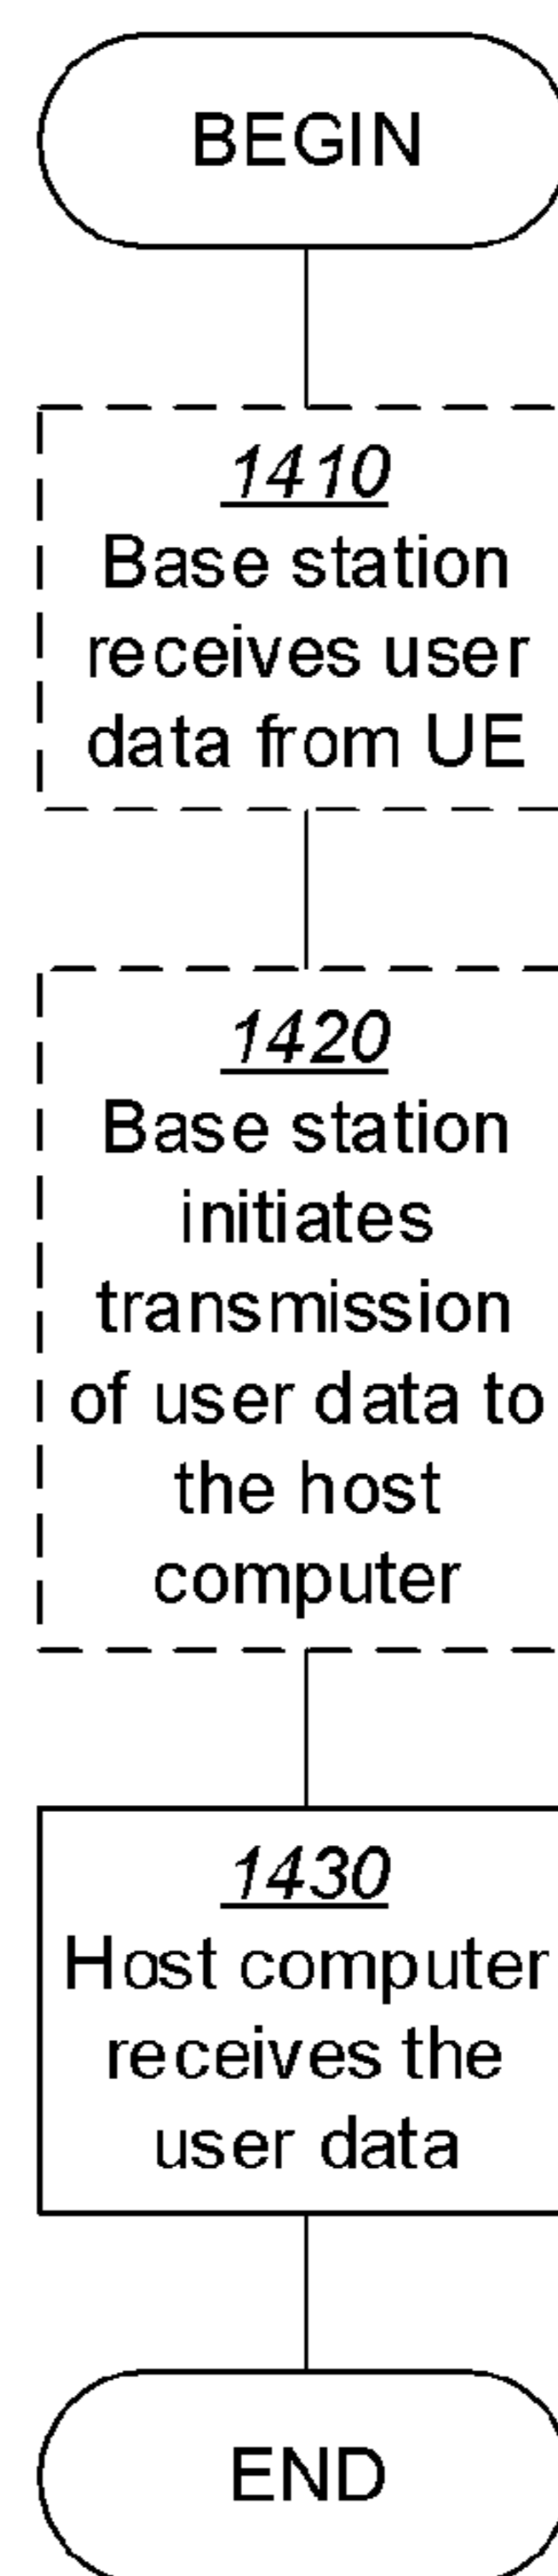 BEGIN
1410
Base station
receives user
data from UE
1420
Base station
initiates
transmission
of user data to
the host
computer
1430
Host computer
receives the
user data
END